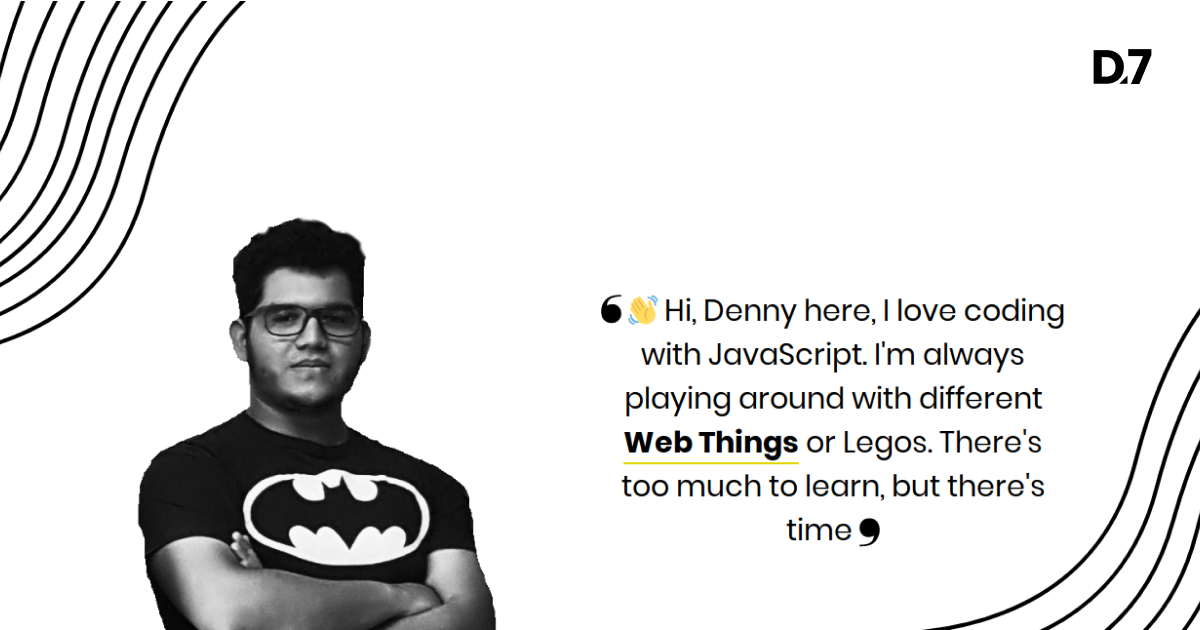 D.7
❛👋 Hi, Denny here, I love coding
with JavaScript. I'm always
playing around with different
Web Things or Legos. There's
too much to learn, but there's
time ❜